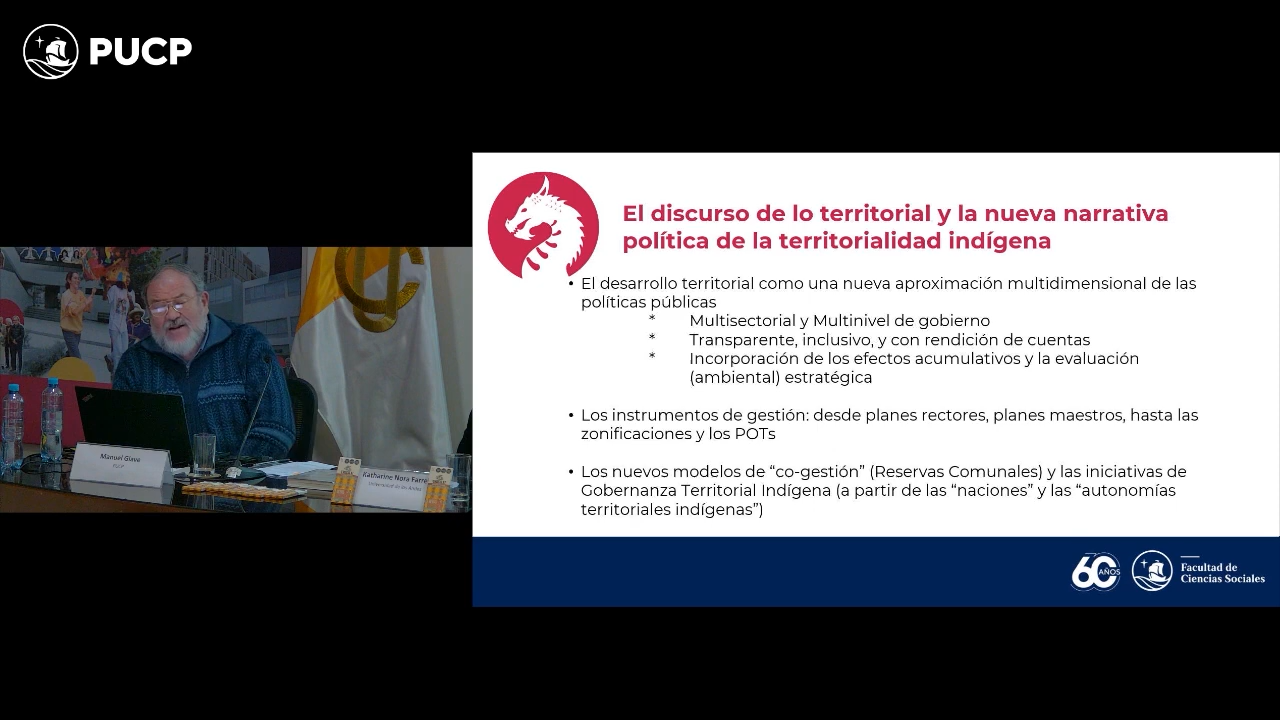 PUCP
El discurso de lo territorial y la nueva narrativa
política de la territorialidad indígena
• El desarrollo territorial como una nueva aproximación multidimensional de las
políticas públicas
* Multisectorial y Multinivel de gobierno
* Transparente, inclusivo, y con rendición de cuentas
* Incorporación de los efectos acumulativos y la evaluación
(ambiental) estratégica
• Los instrumentos de gestión: desde planes rectores, planes maestros, hasta las
zonificaciones y los POTs
• Los nuevos modelos de “co-gestión” (Reservas Comunales) y las iniciativas de
Gobernanza Territorial Indígena (a partir de las “naciones” y las “autonomías
territoriales indígenas”)
Manuel Glave
PUCP
Katharine Nora Farre
60 AÑOS
Facultad de
Ciencias Sociales